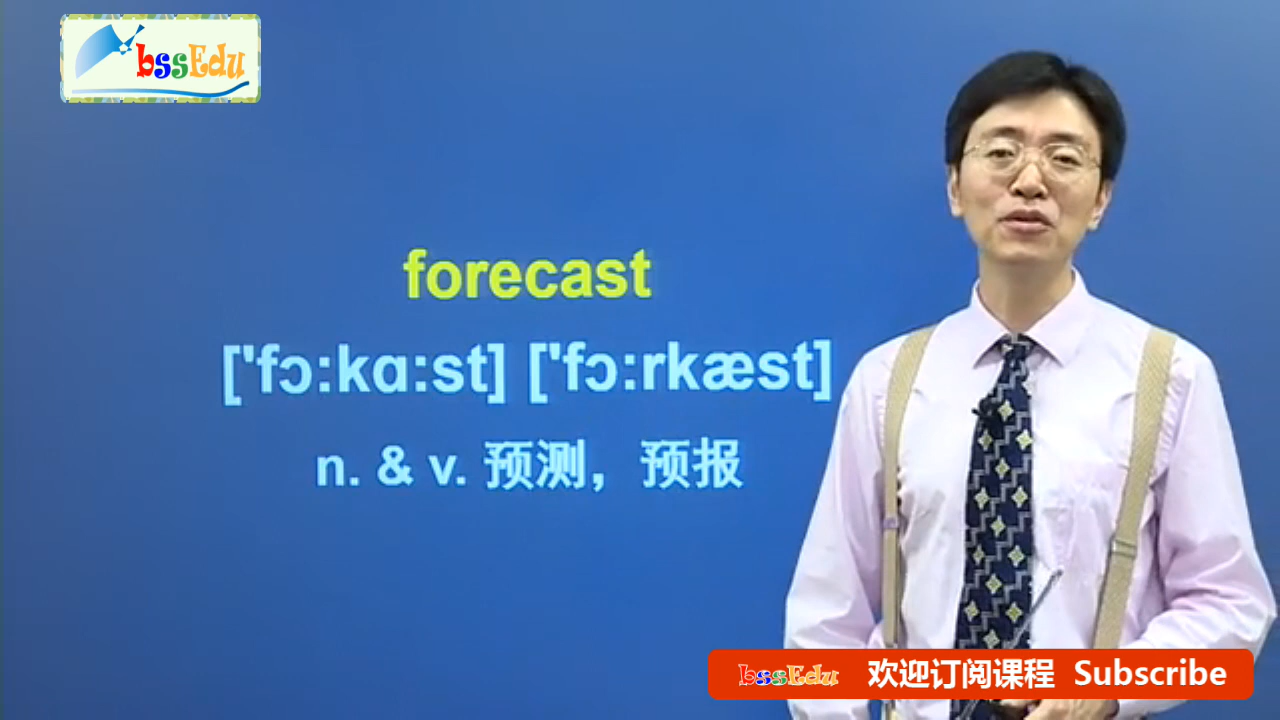 bssEdu
forecast
['fɔ:kɑ:st] ['fɔ:rkæst]
n. & v. 预测，预报
bssEdu 欢迎订阅课程 Subscribe